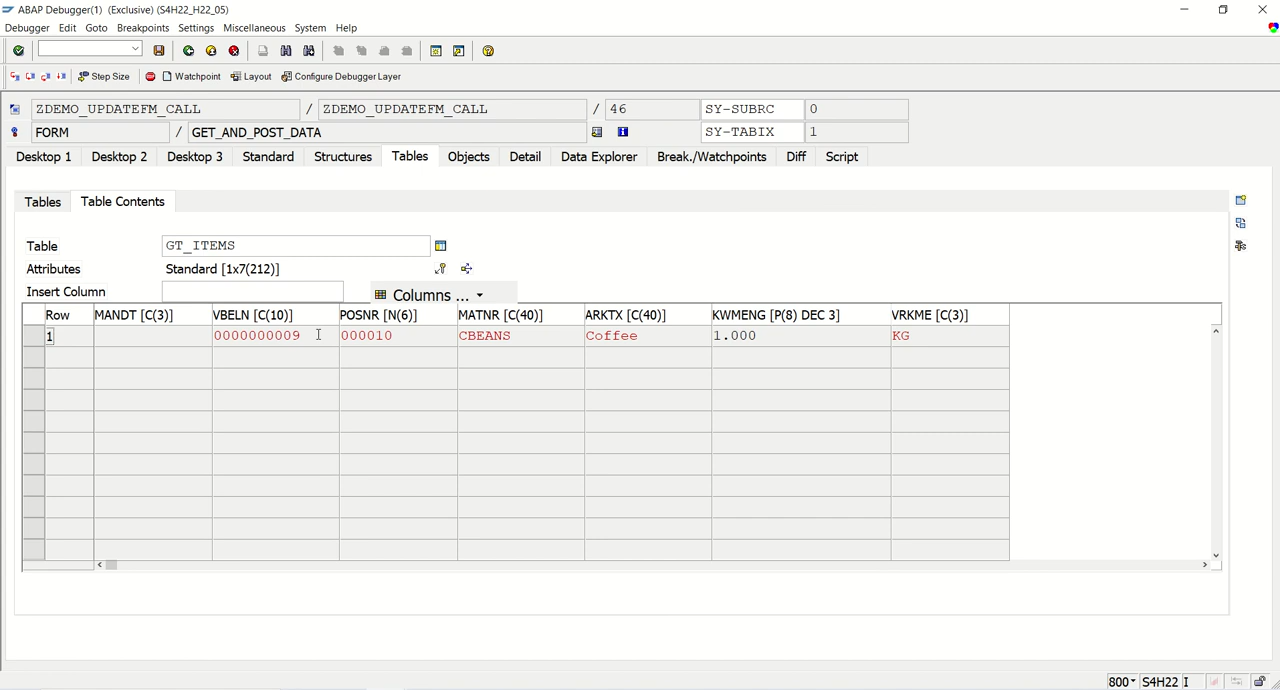 ABAP Debugger(1)  (Exclusive) (S4H22_H22_05)
Debugger Edit Goto Breakpoints Settings Miscellaneous System Help
Step Size Watchpoint Layout Configure Debugger Layer
ZDEMO_UPDATEFM_CALL / ZDEMO_UPDATEFM_CALL / 46 SY-SUBRC 0
FORM / GET_AND_POST_DATA SY-TABIX 1
Desktop 1 Desktop 2 Desktop 3 Standard Structures Tables Objects Detail Data Explorer Break./Watchpoints Diff Script
Tables Table Contents
Table GT_ITEMS
Attributes Standard [1x7(212)]
Insert Column Columns ...
Row MANDT [C(3)] VBELN [C(10)] POSNR [N(6)] MATNR [C(40)] ARKTX [C(40)] KWMENG [P(8) DEC 3] VRKME [C(3)]
1 0000000009 000010 CBEANS Coffee 1.000 KG
800 S4H22